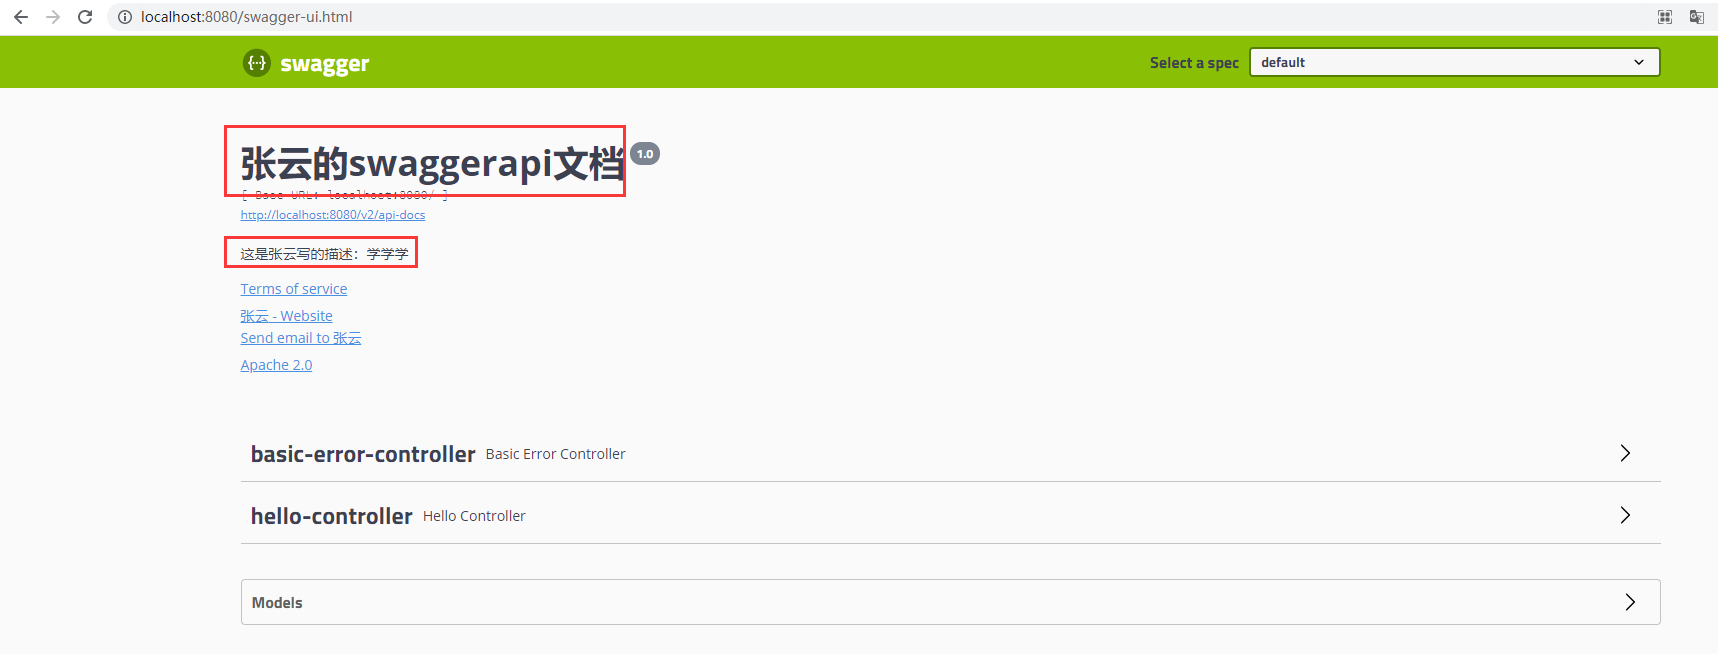 localhost:8080/swagger-ui.html
swagger
Select a spec
default
张云的swaggerapi文档 1.0
[ Base URL: localhost:8080/ ]
http://localhost:8080/v2/api-docs
这是张云写的描述：学学学
Terms of service
张云 - Website
Send email to 张云
Apache 2.0
basic-error-controller Basic Error Controller
hello-controller Hello Controller
Models